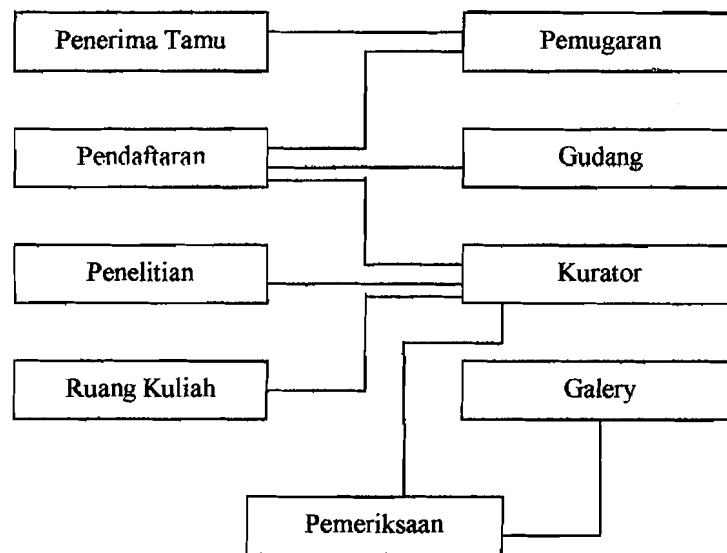 Penerima Tamu
Pemugaran
Pendaftaran
Gudang
Penelitian
Kurator
Ruang Kuliah
Galery
Pemeriksaan